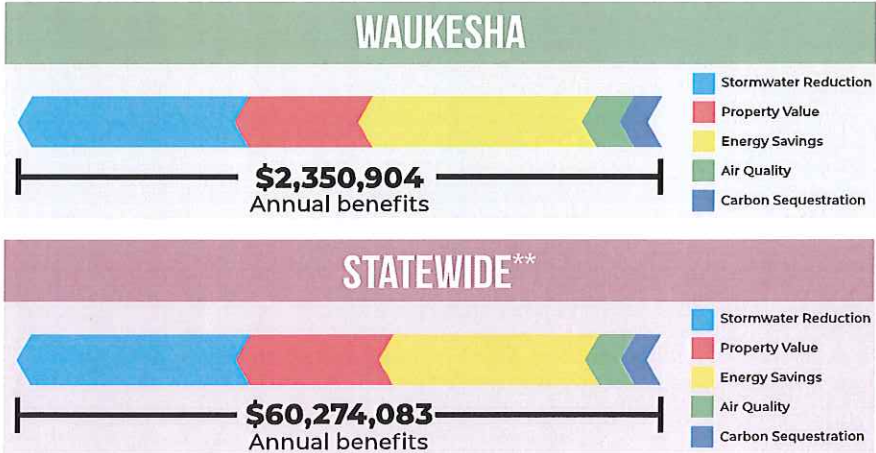 WAUKESHA
Stormwater Reduction
Property Value
Energy Savings
Air Quality
Carbon Sequestration
$2,350,904
Annual benefits
STATEWIDE**
Stormwater Reduction
Property Value
Energy Savings
Air Quality
Carbon Sequestration
$60,274,083
Annual benefits